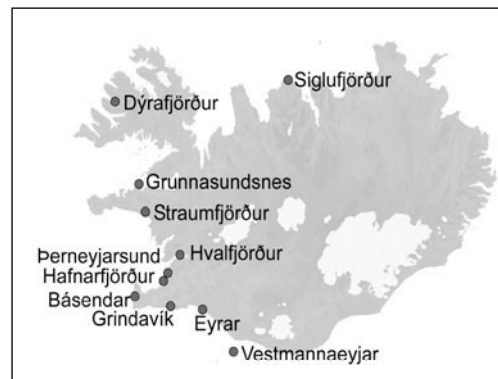 Siglufjörður
Dýrafjörður
Grunnasundsnes
Straumfjörður
Þerneyjarsund
Hvalfjörður
Hafnarfjörður
Básendar
Grindavík
Eyrar
Vestmannaeyjar